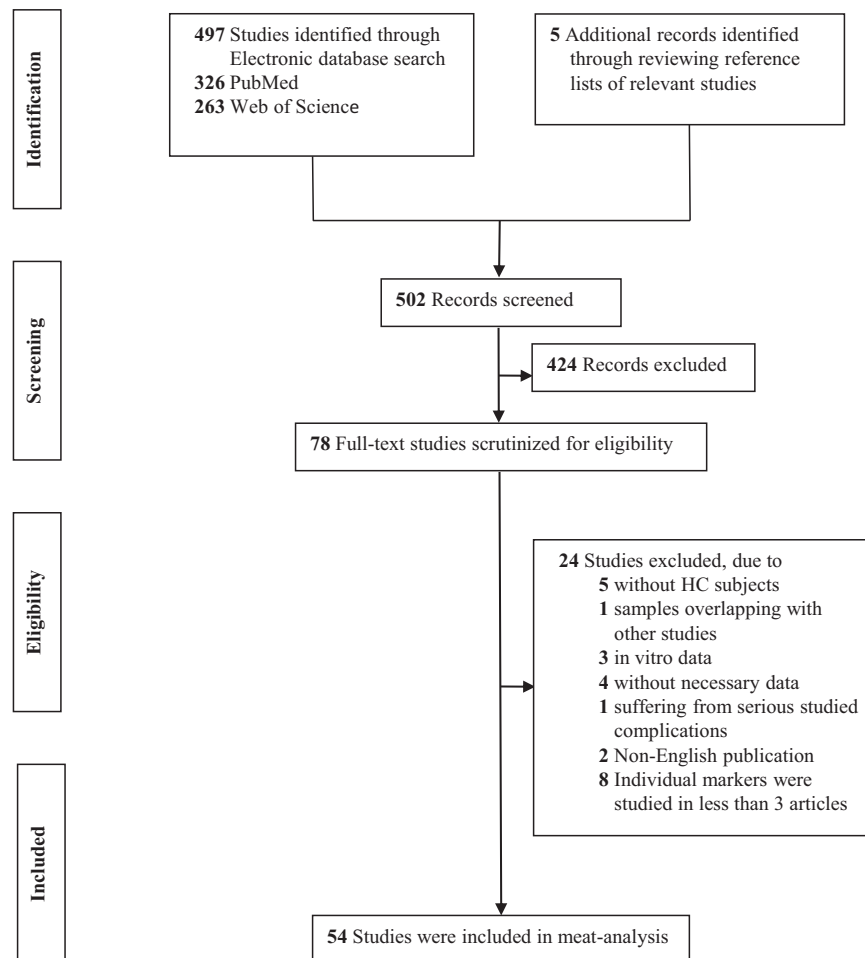 Identification
497 Studies identified through
Electronic database search
326 PubMed
263 Web of Science
5 Additional records identified
through reviewing reference
lists of relevant studies
Screening
502 Records screened
424 Records excluded
78 Full-text studies scrutinized for eligibility
Eligibility
24 Studies excluded, due to
5 without HC subjects
1 samples overlapping with
other studies
3 in vitro data
4 without necessary data
1 suffering from serious studied
complications
2 Non-English publication
8 Individual markers were
studied in less than 3 articles
Included
54 Studies were included in meat-analysis